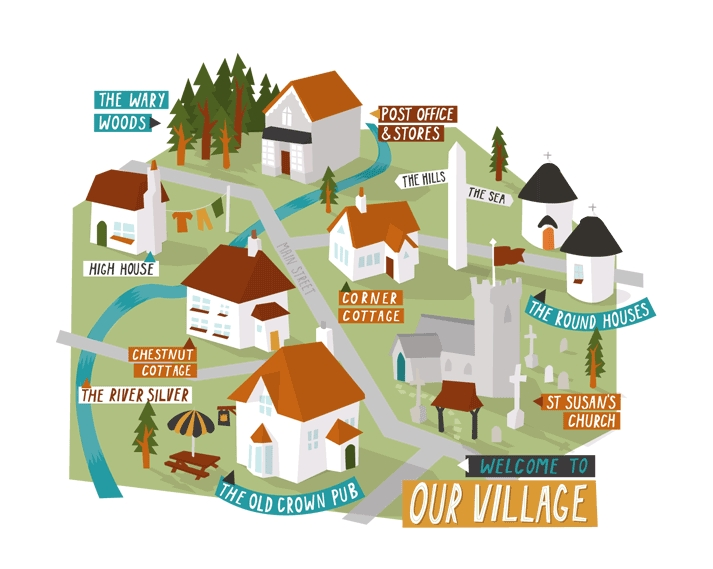 THE WARY
WOODS
POST OFFICE
& STORES
THE HILLS
THE SEA
HIGH HOUSE
MAIN STREET
CORNER
COTTAGE
THE ROUND HOUSES
CHESTNUT
COTTAGE
THE RIVER SILVER
ST SUSAN'S
CHURCH
THE OLD CROWN PUB
WELCOME TO
OUR VILLAGE